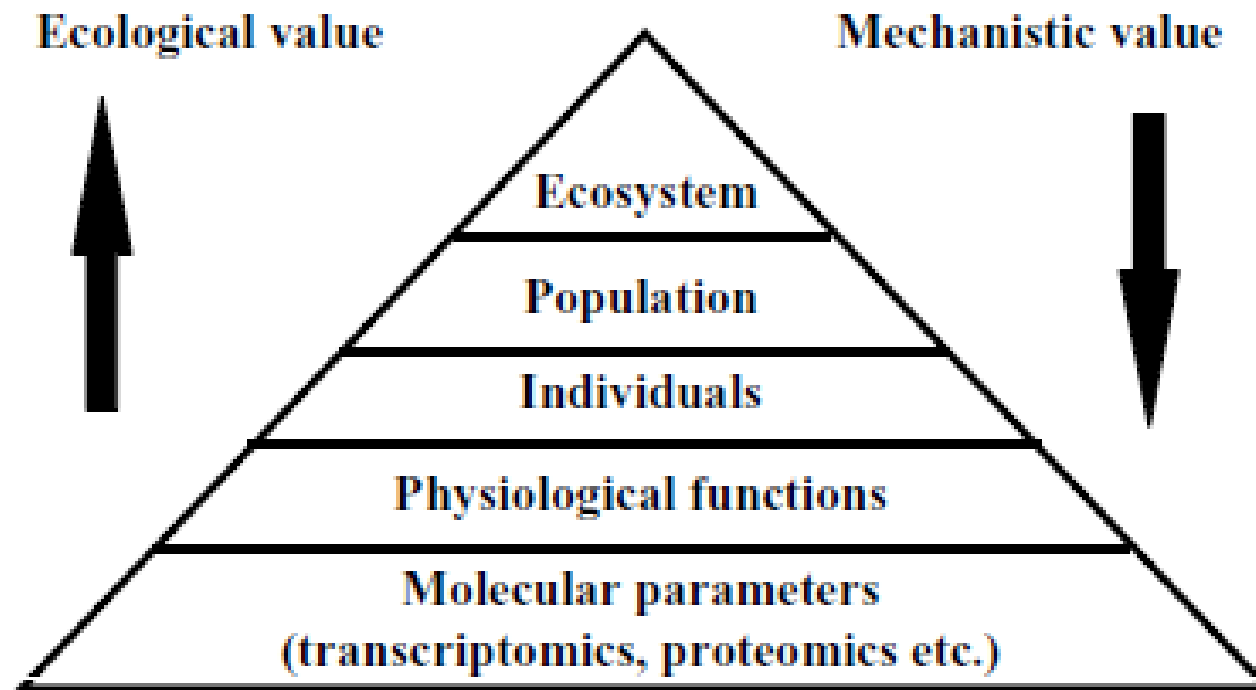 Ecological value
Mechanistic value
Ecosystem
Population
Individuals
Physiological functions
Molecular parameters
(transcriptomics, proteomics etc.)